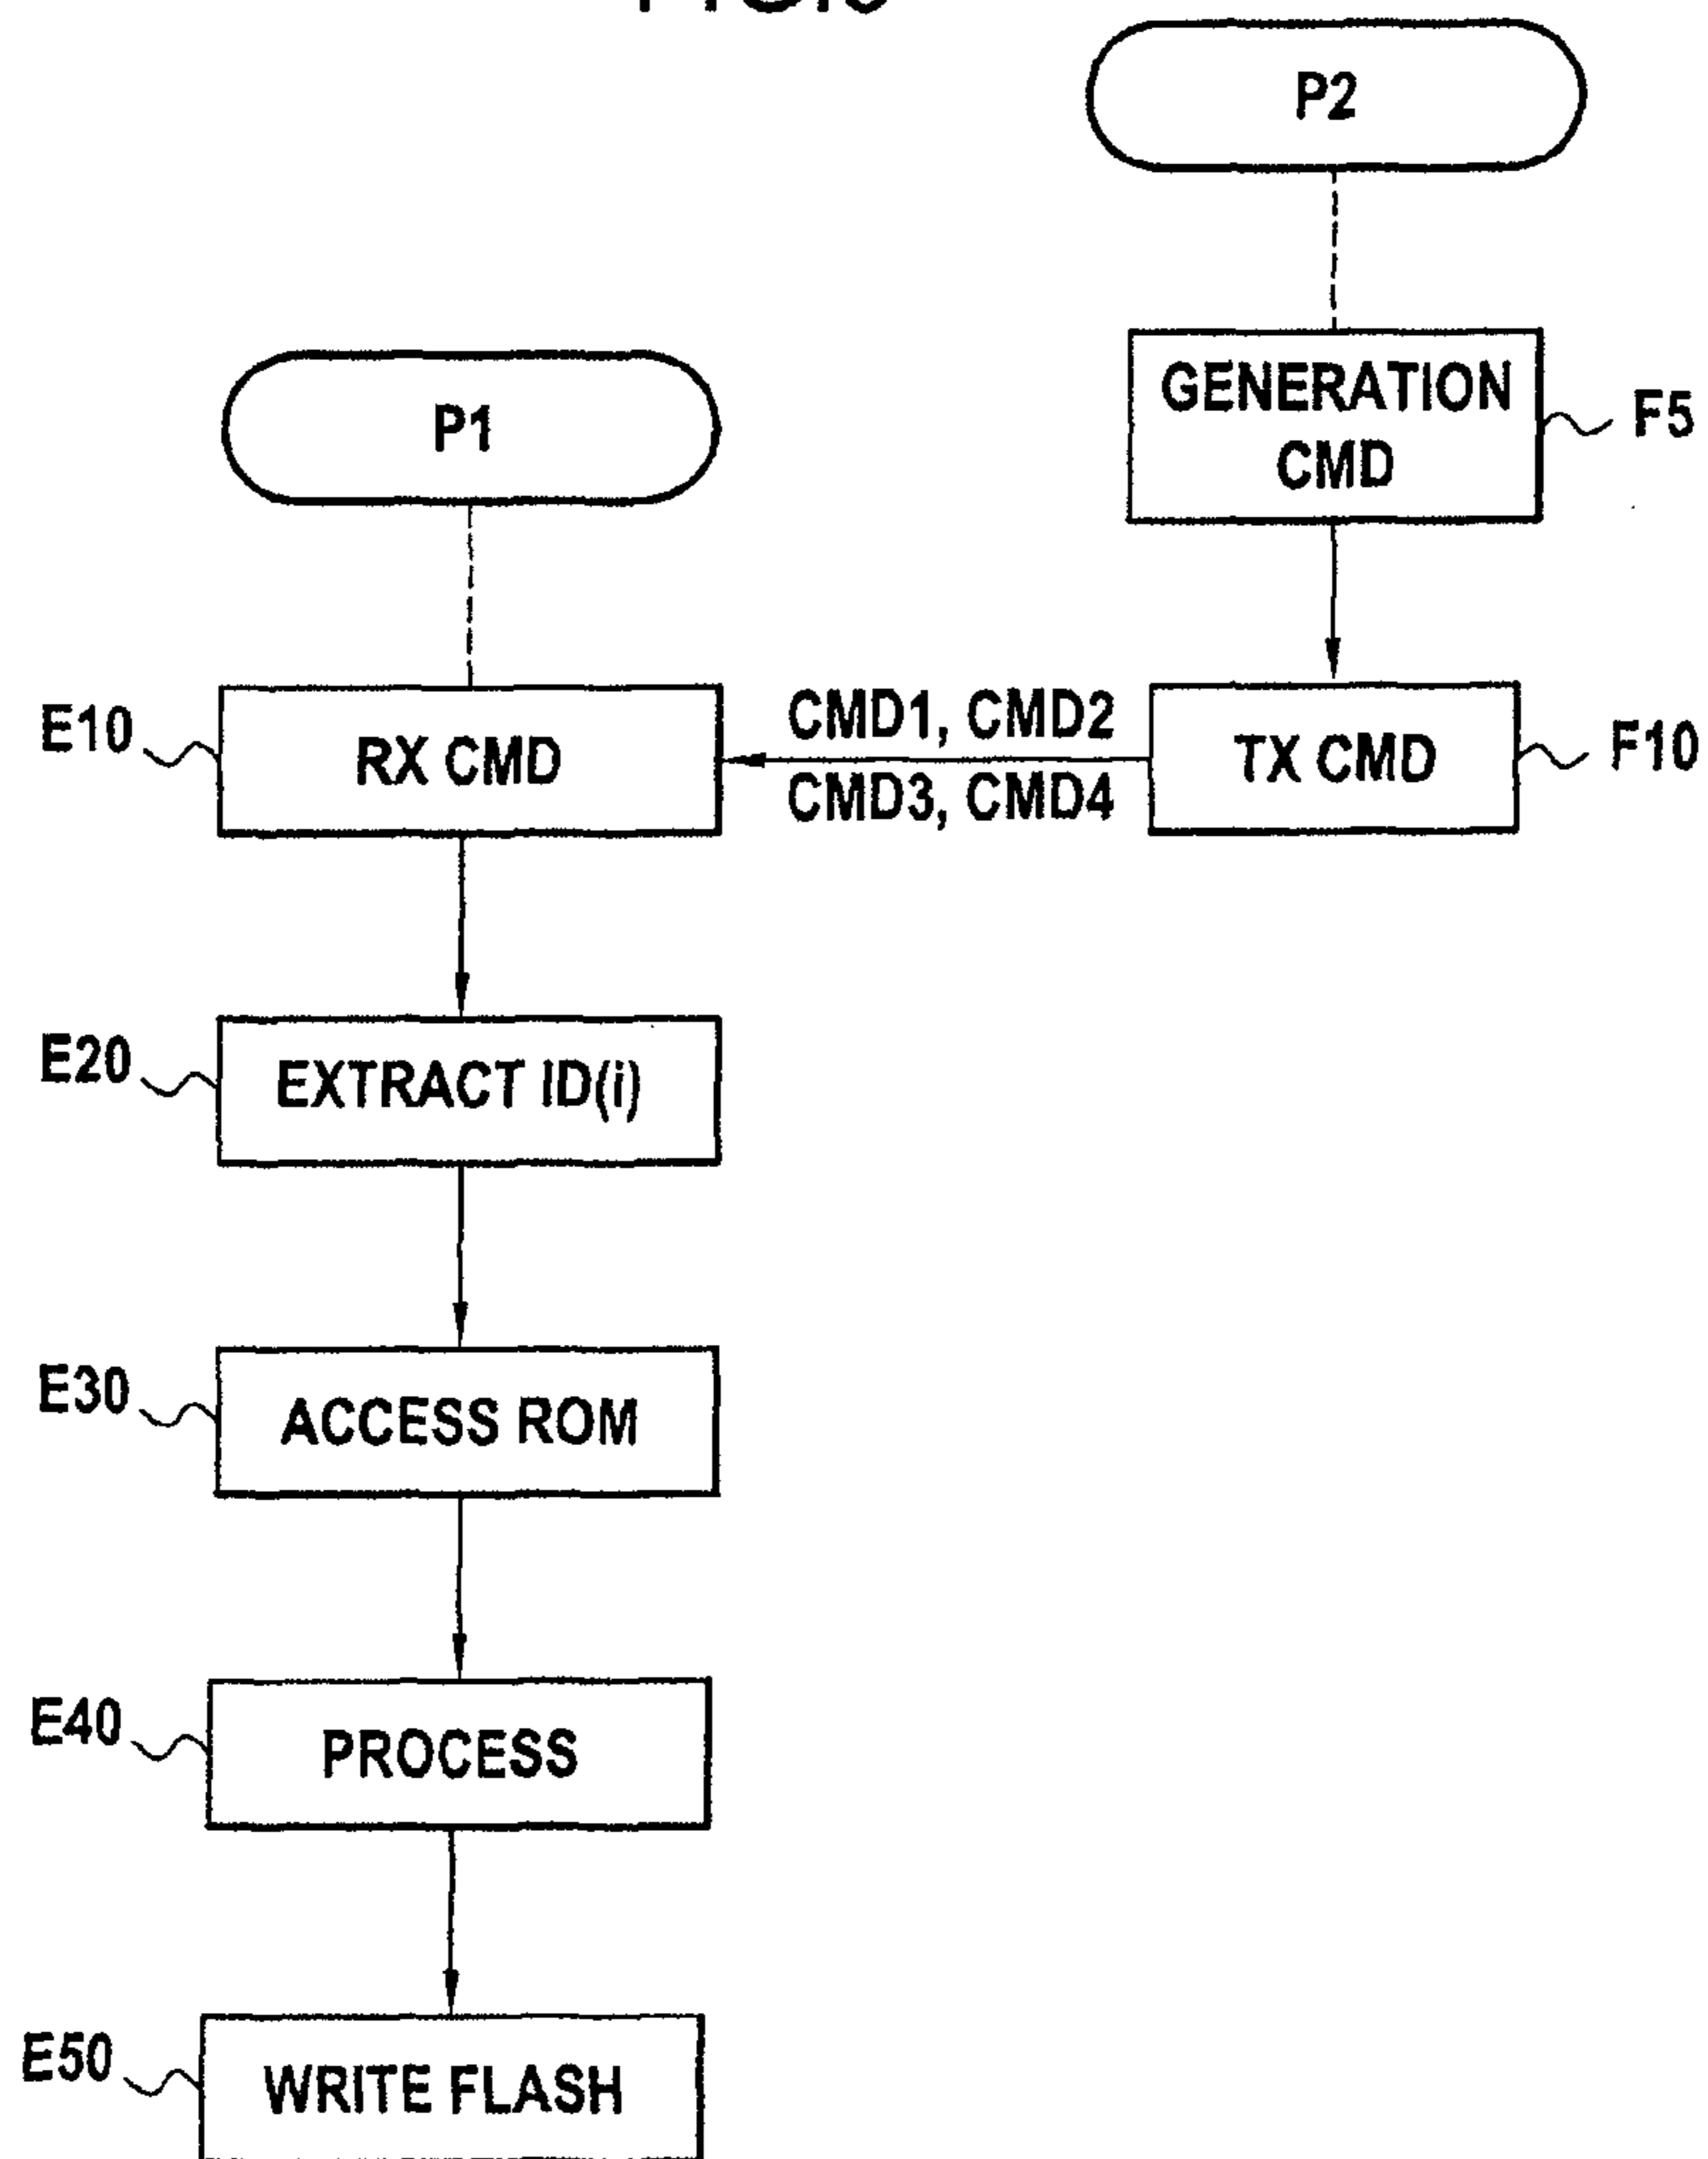 P2
GENERATION
CMD
F5
P1
E10
RX CMD
CMD1, CMD2
CMD3, CMD4
TX CMD
F10
E20
EXTRACT ID(i)
E30
ACCESS ROM
E40
PROCESS
E50
WRITE FLASH